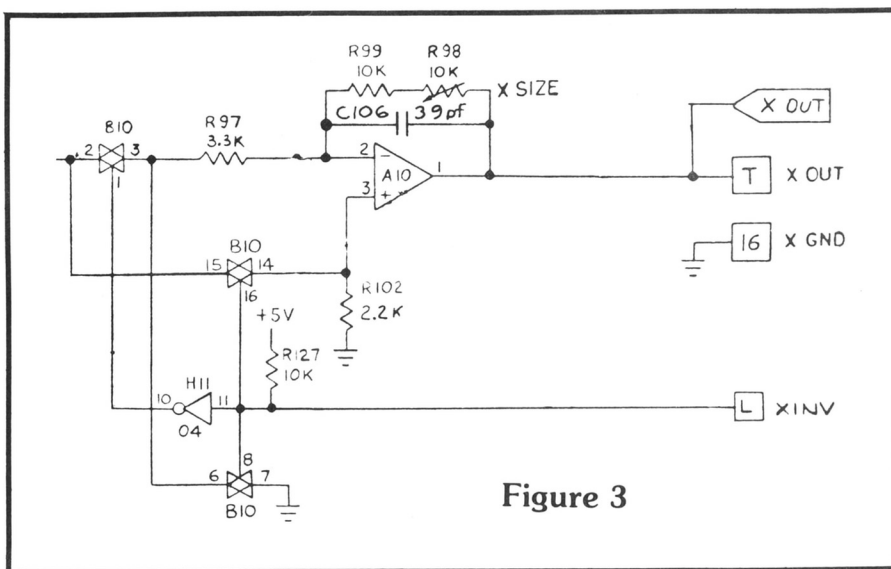 R99 R98
10K 10K
X SIZE
C106 39pf
R97
3.3K
B10
2 3
1
2 -
A10
1
3 +
X OUT
T X OUT
16 X GND
B10
15 14
16
R102
2.2K
+5V
R127
10K
H11
10 11
04
L XINV
8
6 7
B10
Figure 3